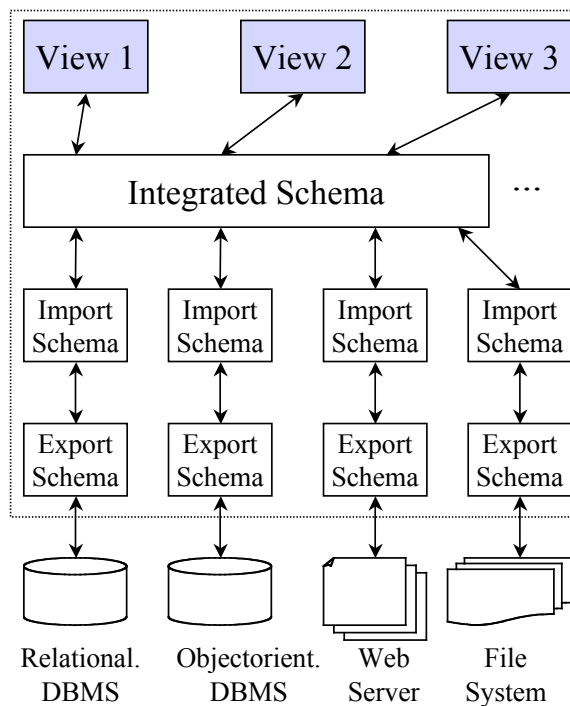 View 1
View 2
View 3
Integrated Schema
...
Import
Schema
Import
Schema
Import
Schema
Import
Schema
Export
Schema
Export
Schema
Export
Schema
Export
Schema
Relational.
DBMS
Objectorient.
DBMS
Web
Server
File
System